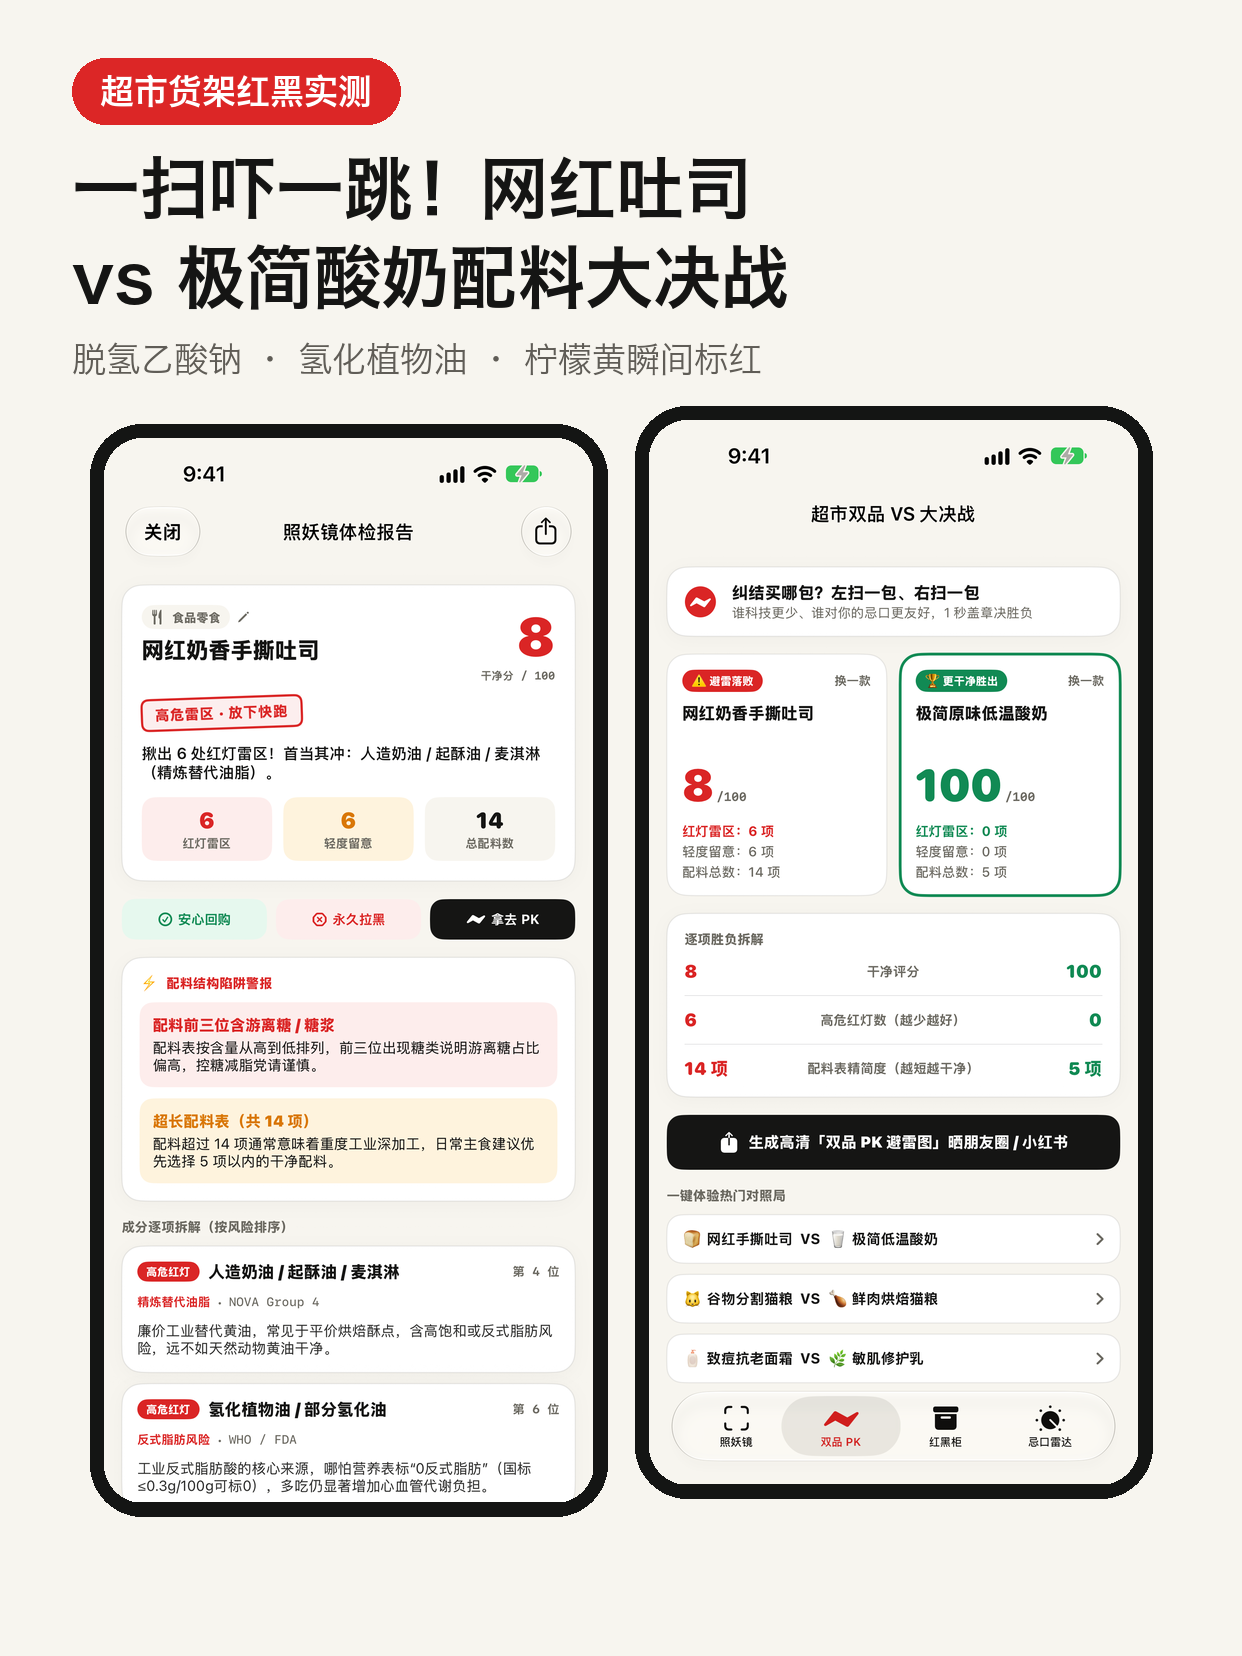 超市货架红黑实测
一扫吓一跳！网红吐司
vs 极简酸奶配料大决战
脱氢乙酸钠 · 氢化植物油 · 柠檬黄瞬间标红
9:41
关闭
照妖镜体检报告
食品零食
网红奶香手撕吐司
8
干净分 / 100
高危雷区 · 放下快跑
揪出 6 处红灯雷区！首当其冲：人造奶油 / 起酥油 / 麦淇淋
（精炼替代油脂）。
6
红灯雷区
6
轻度留意
14
总配料数
安心回购
永久拉黑
拿去 PK
配料结构陷阱警报
配料前三位含游离糖 / 糖浆
配料表按含量从高到低排列，前三位出现糖类说明游离糖占比
偏高，控糖减脂党请谨慎。
超长配料表（共 14 项）
配料超过 14 项通常意味着重度工业深加工，日常主食建议优
先选择 5 项以内的干净配料。
成分逐项拆解（按风险排序）
高危红灯
人造奶油 / 起酥油 / 麦淇淋
第 4 位
精炼替代油脂 · NOVA Group 4
廉价工业替代黄油，常见于平价烘焙酥点，含高饱和或反式脂肪风
险，远不如天然动物黄油干净。
高危红灯
氢化植物油 / 部分氢化油
第 6 位
反式脂肪风险 · WHO / FDA
工业反式脂肪酸的核心来源，哪怕营养表标“0反式脂肪”（国标
≤0.3g/100g可标0），多吃仍显著增加心血管代谢负担。
9:41
超市双品 VS 大决战
纠结买哪包？左扫一包、右扫一包
谁科技更少、谁对你的忌口更友好，1 秒盖章决胜负
避雷落败
换一款
网红奶香手撕吐司
8 /100
红灯雷区：6 项
轻度留意：6 项
配料总数：14 项
更干净胜出
换一款
极简原味低温酸奶
100 /100
红灯雷区：0 项
轻度留意：0 项
配料总数：5 项
逐项胜负拆解
8 干净评分 100
6 高危红灯数（越少越好） 0
14 项 配料表精简度（越短越干净） 5 项
生成高清「双品 PK 避雷图」晒朋友圈 / 小红书
一键体验热门对照局
网红手撕吐司 VS 极简低温酸奶
谷物分割猫粮 VS 鲜肉烘焙猫粮
致痘抗老面霜 VS 敏肌修护乳
照妖镜
双品 PK
红黑柜
忌口雷达